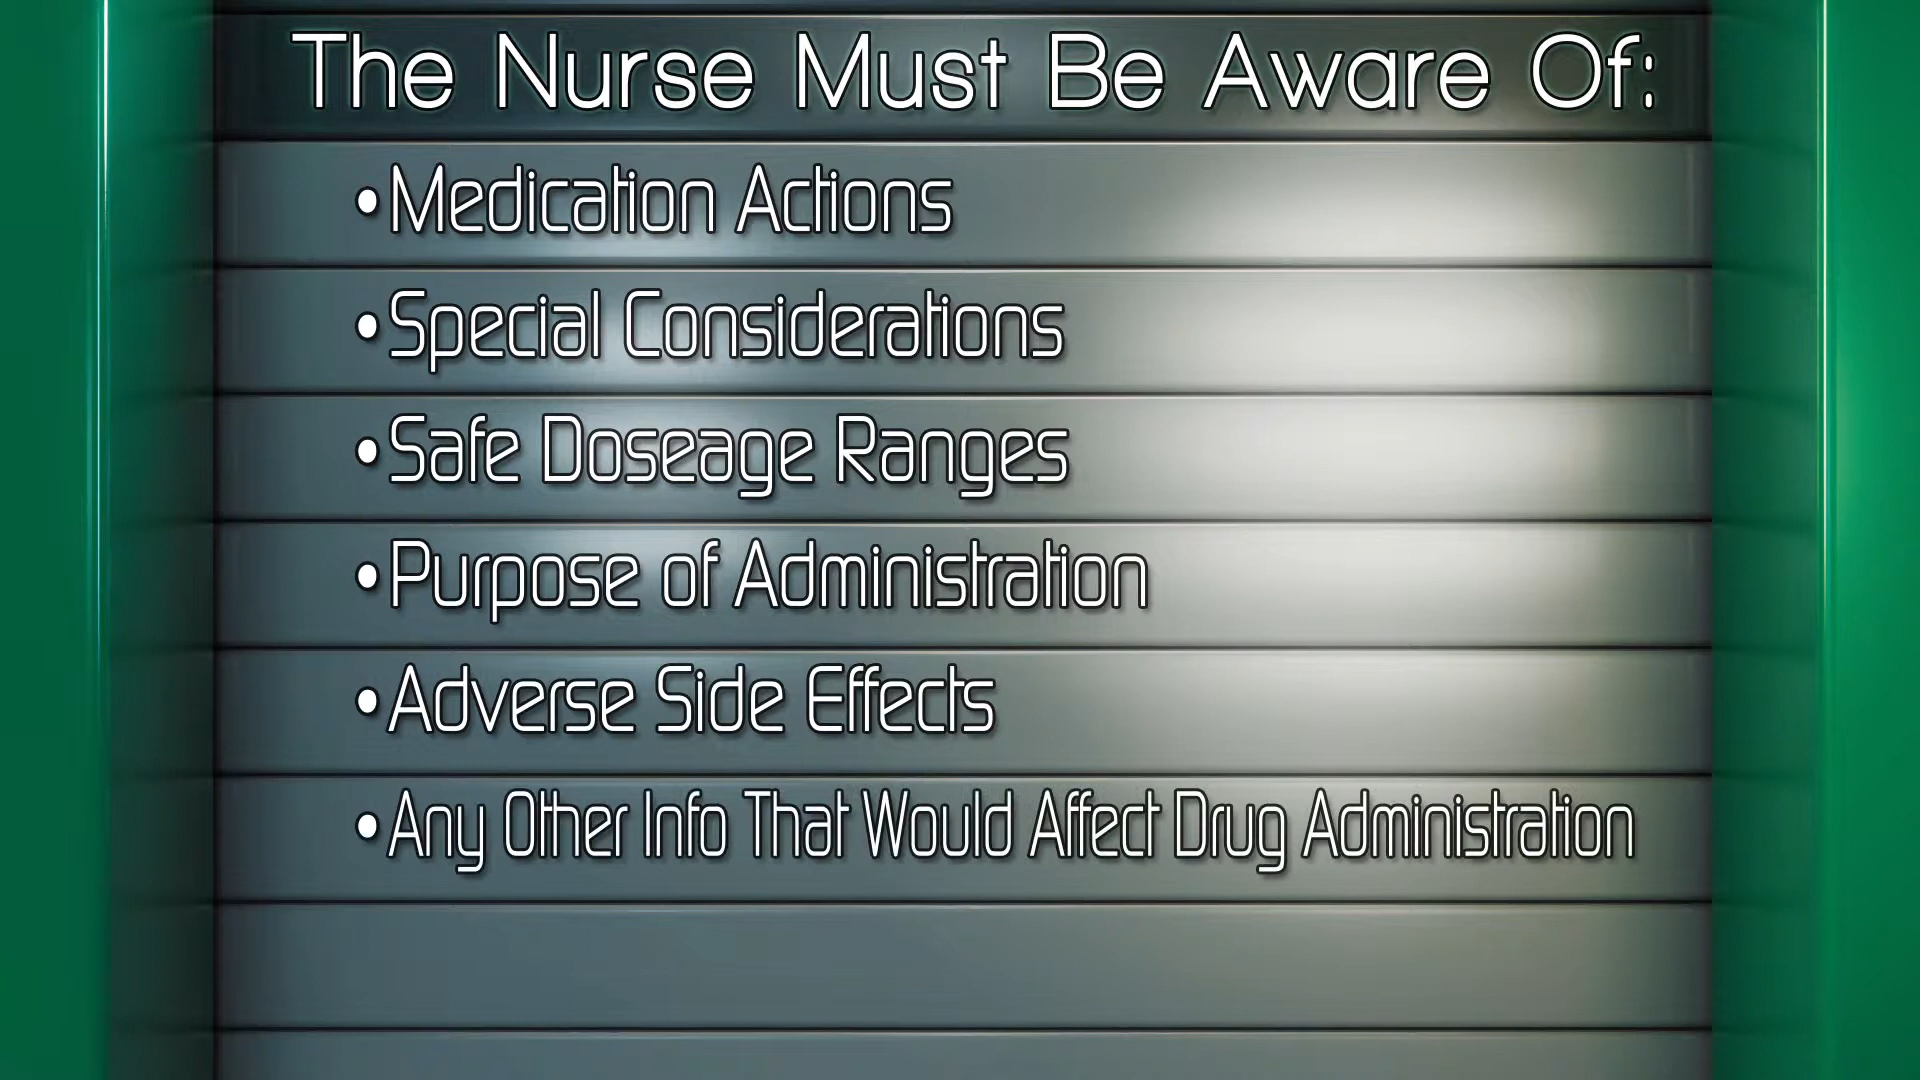 The Nurse Must Be Aware Of:
•Medication Actions
•Special Considerations
•Safe Doseage Ranges
•Purpose of Administration
•Adverse Side Effects
•Any Other Info That Would Affect Drug Administration